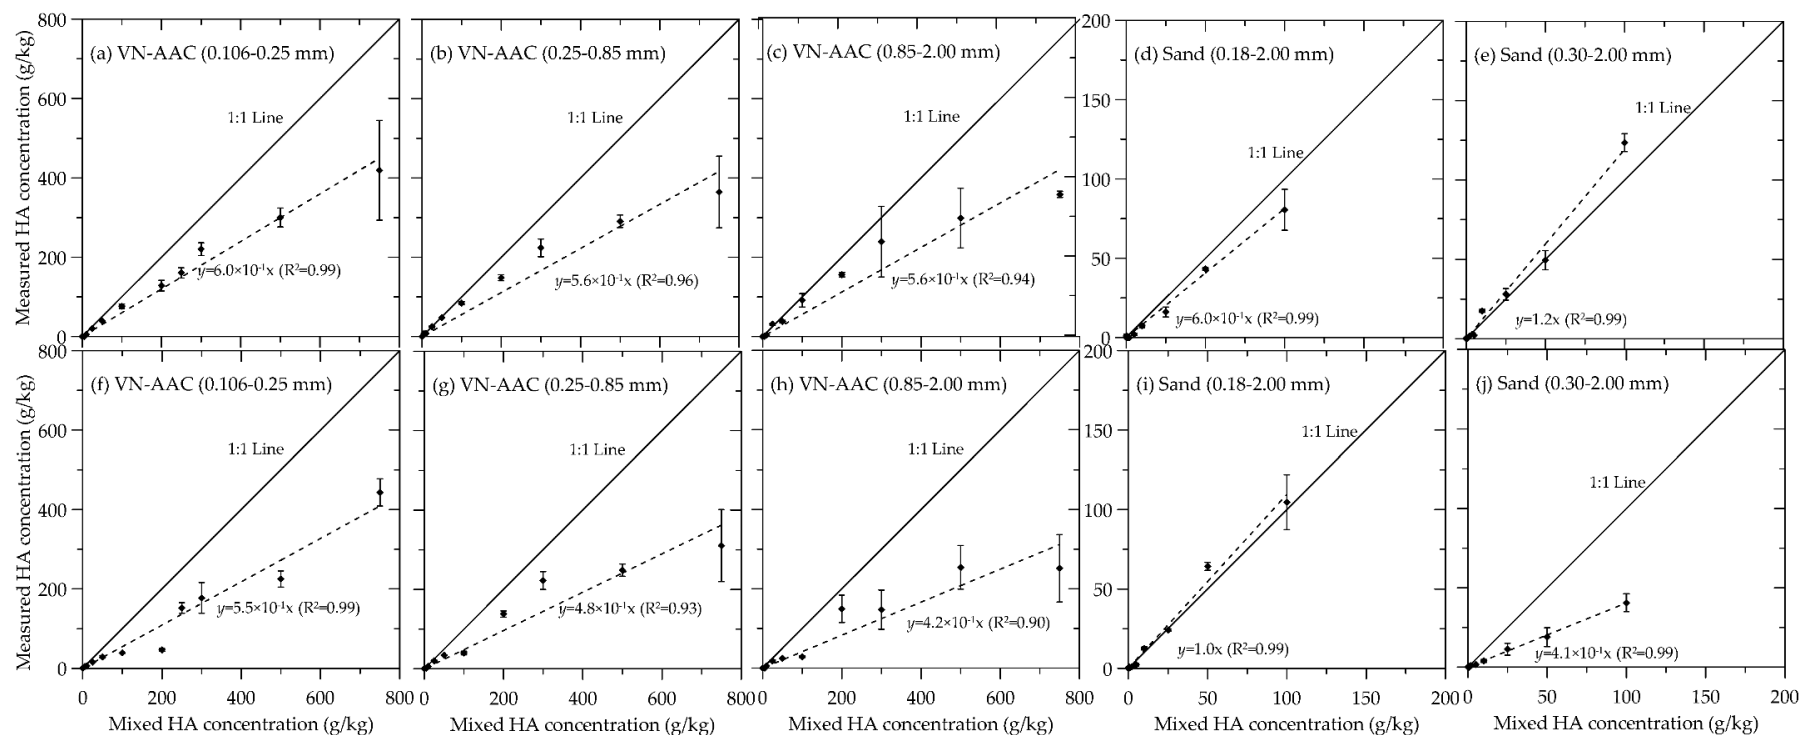 (a) VN-AAC (0.106-0.25 mm)
(b) VN-AAC (0.25-0.85 mm)
(c) VN-AAC (0.85-2.00 mm)
(d) Sand (0.18-2.00 mm)
(e) Sand (0.30-2.00 mm)
1:1 Line
1:1 Line
1:1 Line
1:1 Line
1:1 Line
y=6.0×10⁻¹x (R²=0.99)
y=5.6×10⁻¹x (R²=0.96)
y=5.6×10⁻¹x (R²=0.94)
y=6.0×10⁻¹x (R²=0.99)
y=1.2x (R²=0.99)
Measured HA concentration (g/kg)
800
600
400
200
0
200
150
100
50
0
(f) VN-AAC (0.106-0.25 mm)
(g) VN-AAC (0.25-0.85 mm)
(h) VN-AAC (0.85-2.00 mm)
(i) Sand (0.18-2.00 mm)
(j) Sand (0.30-2.00 mm)
1:1 Line
1:1 Line
1:1 Line
1:1 Line
1:1 Line
y=5.5×10⁻¹x (R²=0.99)
y=4.8×10⁻¹x (R²=0.93)
y=4.2×10⁻¹x (R²=0.90)
y=1.0x (R²=0.99)
y=4.1×10⁻¹x (R²=0.99)
Measured HA concentration (g/kg)
800
600
400
200
0
200
150
100
50
0
0 200 400 600 800
0 200 400 600 800
0 200 400 600 800
0 50 100 150 200
0 50 100 150 200
Mixed HA concentration (g/kg)
Mixed HA concentration (g/kg)
Mixed HA concentration (g/kg)
Mixed HA concentration (g/kg)
Mixed HA concentration (g/kg)